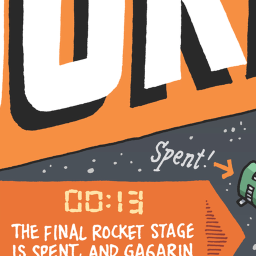 Spent!
00:13
THE FINAL ROCKET STAGE
IS SPENT, AND GAGARIN